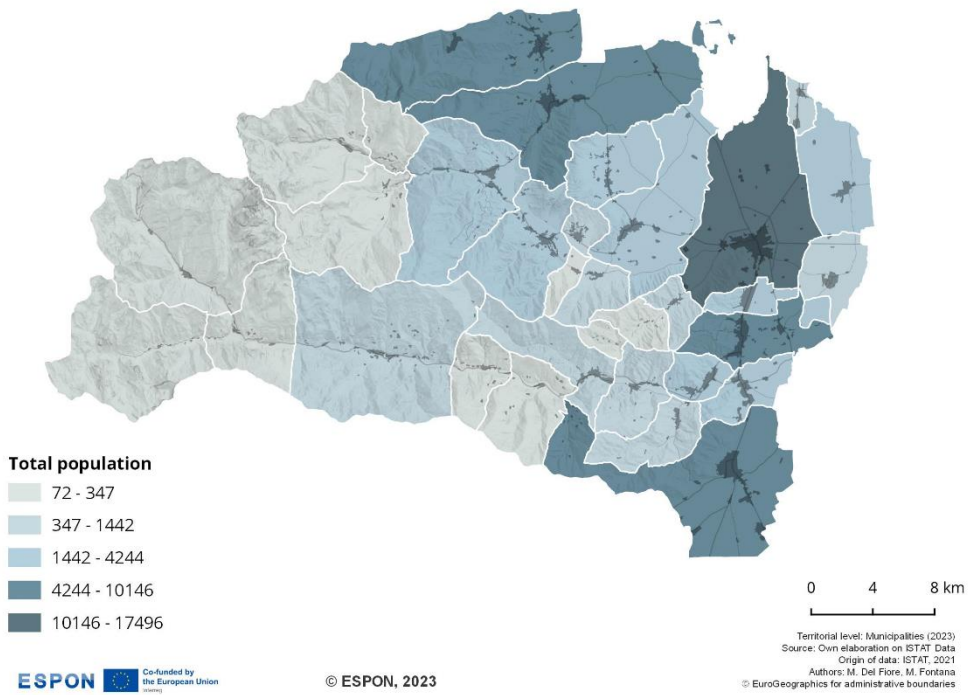 Total population
72 - 347
347 - 1442
1442 - 4244
4244 - 10146
10146 - 17496
0 4 8 km
Territorial level: Municipalities (2023)
Source: Own elaboration on ISTAT Data
Origin of data: ISTAT, 2021
Authors: M. Del Fiore, M. Fontana
© EuroGeographics for administrative boundaries
ESPON
Co-funded by
the European Union
Interreg
© ESPON, 2023